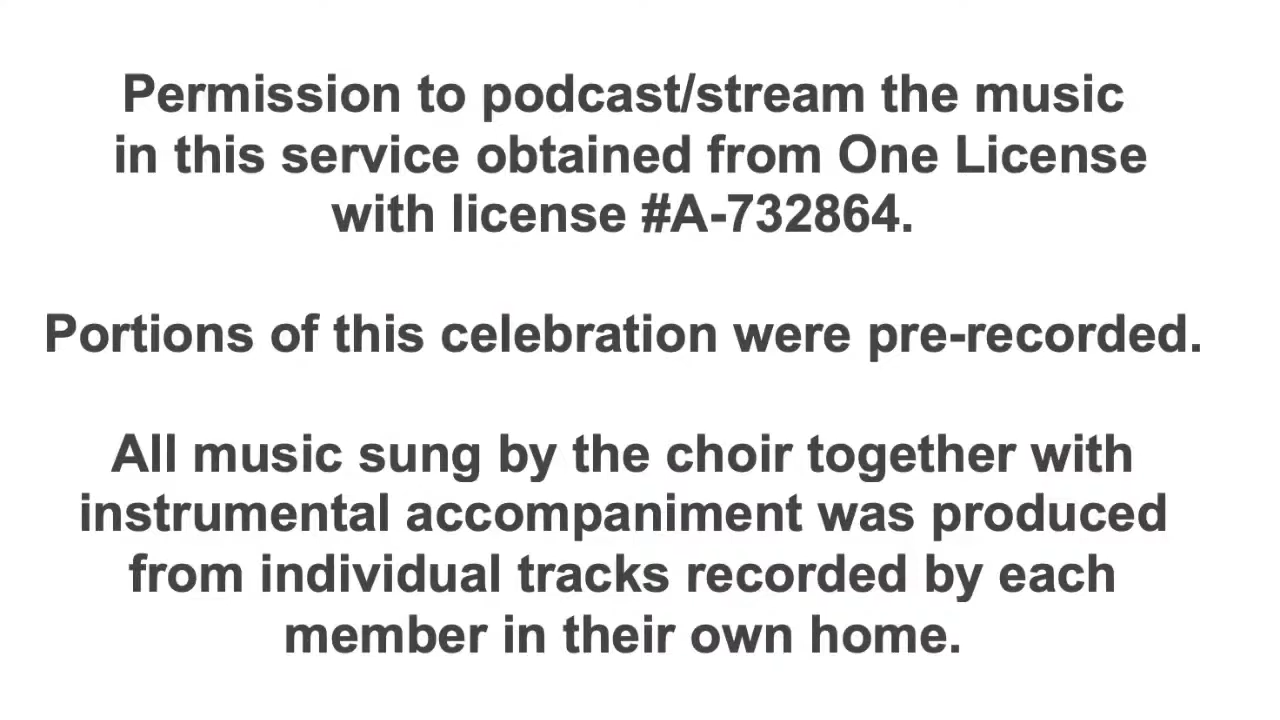 Permission to podcast/stream the music
in this service obtained from One License
with license #A-732864.
Portions of this celebration were pre-recorded.
All music sung by the choir together with
instrumental accompaniment was produced
from individual tracks recorded by each
member in their own home.